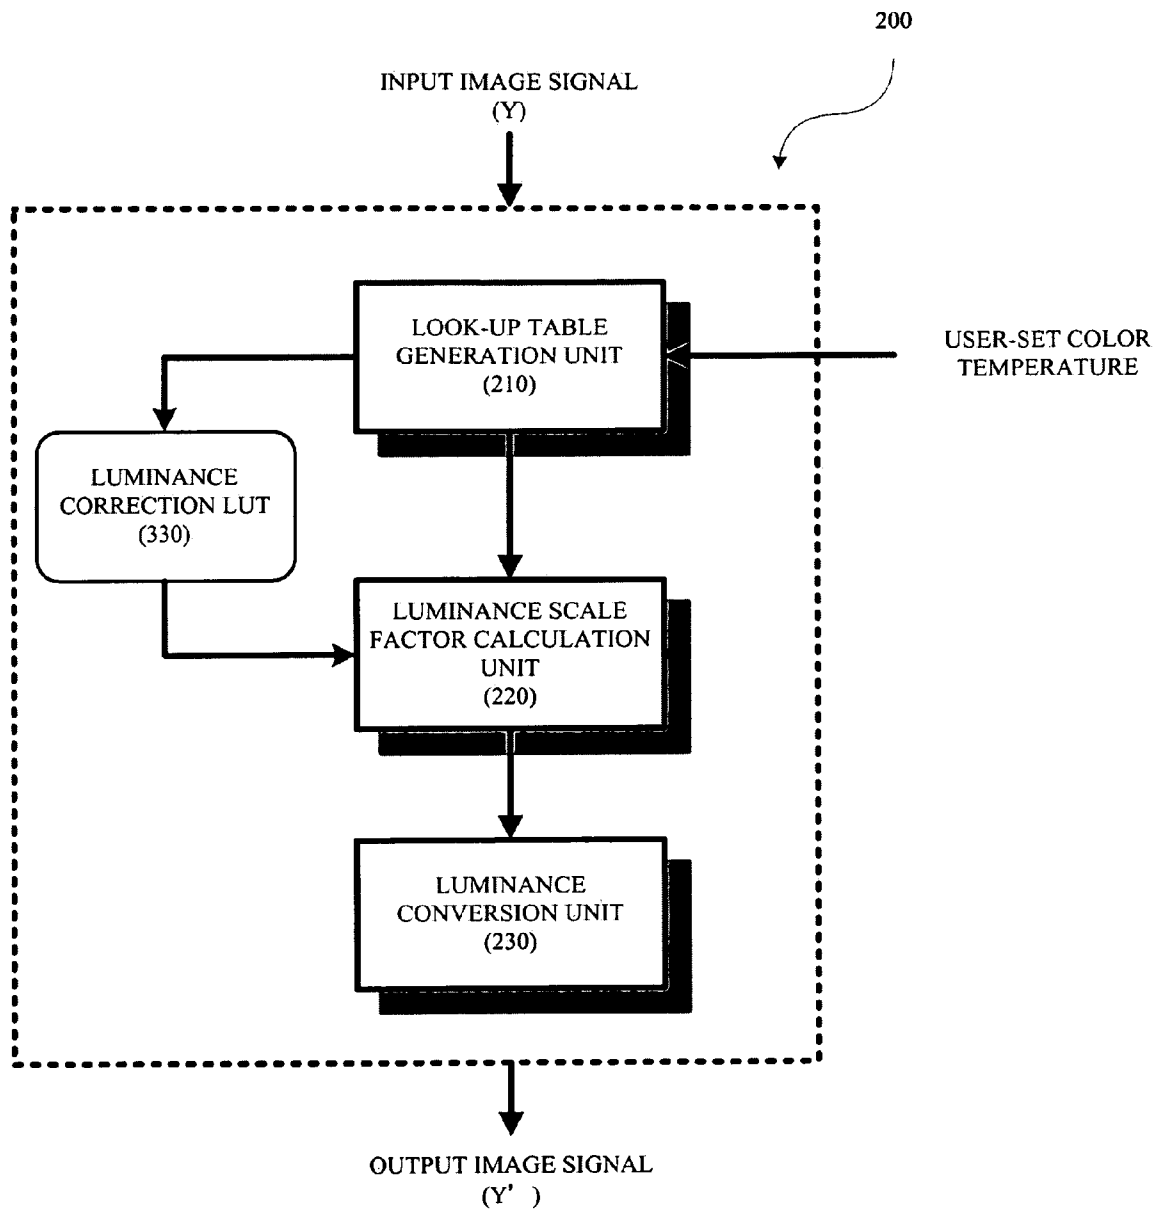 200
INPUT IMAGE SIGNAL
(Y)
LOOK-UP TABLE
GENERATION UNIT
(210)
USER-SET COLOR
TEMPERATURE
LUMINANCE
CORRECTION LUT
(330)
LUMINANCE SCALE
FACTOR CALCULATION
UNIT
(220)
LUMINANCE
CONVERSION UNIT
(230)
OUTPUT IMAGE SIGNAL
(Y' )